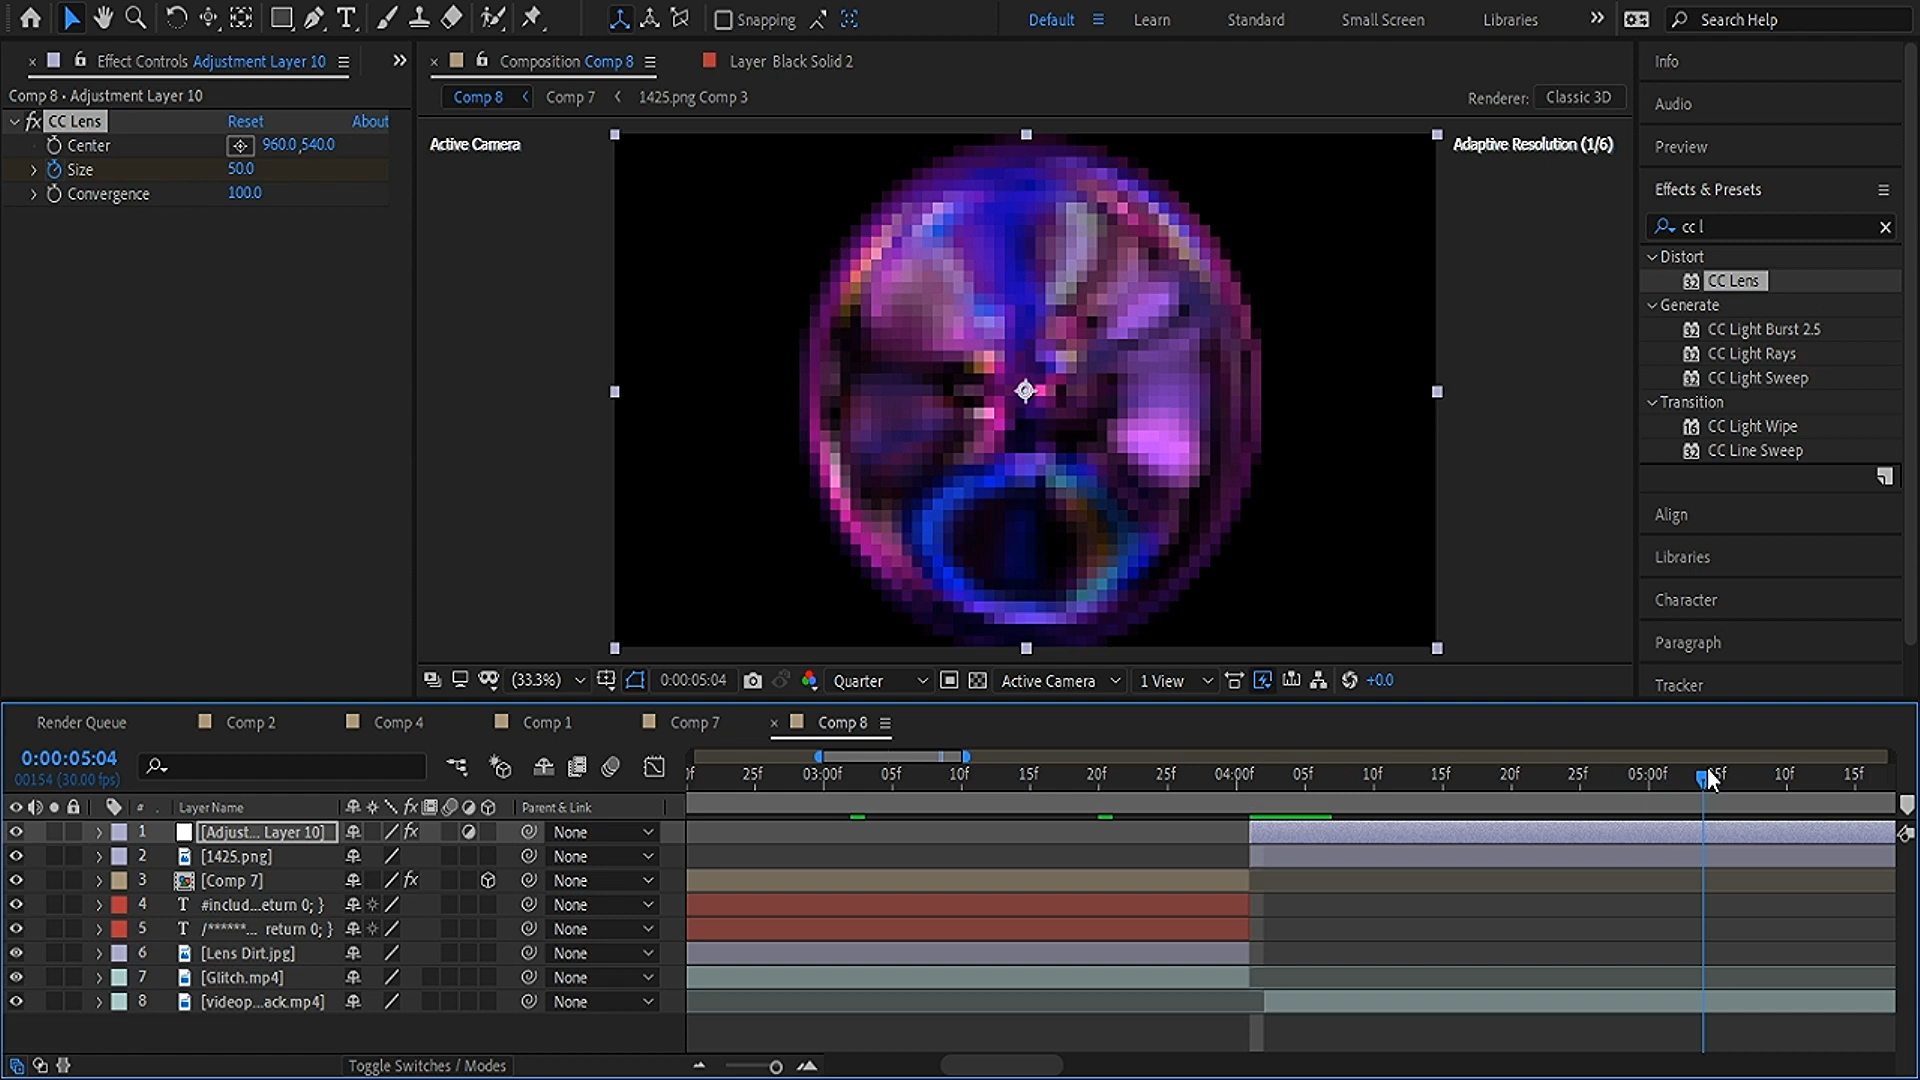 Snapping
Default
Learn
Standard
Small Screen
Libraries
Search Help
Effect Controls Adjustment Layer 10
Composition Comp 8
Layer Black Solid 2
Info
Comp 8 • Adjustment Layer 10
Comp 8
Comp 7
1425.png Comp 3
Renderer:
Classic 3D
Audio
fx CC Lens
Reset
About
Center
960.0,540.0
Size
50.0
Convergence
100.0
Active Camera
Adaptive Resolution (1/6)
Preview
Effects & Presets
cc l
Distort
CC Lens
Generate
CC Light Burst 2.5
CC Light Rays
CC Light Sweep
Transition
CC Light Wipe
CC Line Sweep
Align
Libraries
Character
Paragraph
Tracker
(33.3%)
0:00:05:04
Quarter
Active Camera
1 View
+0.0
Render Queue
Comp 2
Comp 4
Comp 1
Comp 7
Comp 8
0:00:05:04
00154 (30.00 fps)
25f
03:00f
05f
10f
15f
20f
25f
04:00f
05f
10f
15f
20f
25f
05:00f
10f
15f
#
Layer Name
fx
Parent & Link
1 [Adjust... Layer 10] fx None
2 [1425.png] None
3 [Comp 7] fx None
4 T #includ...eturn 0; } None
5 T /******... return 0; } None
6 [Lens Dirt.jpg] None
7 [Glitch.mp4] None
8 [videop...ack.mp4] None
Toggle Switches / Modes